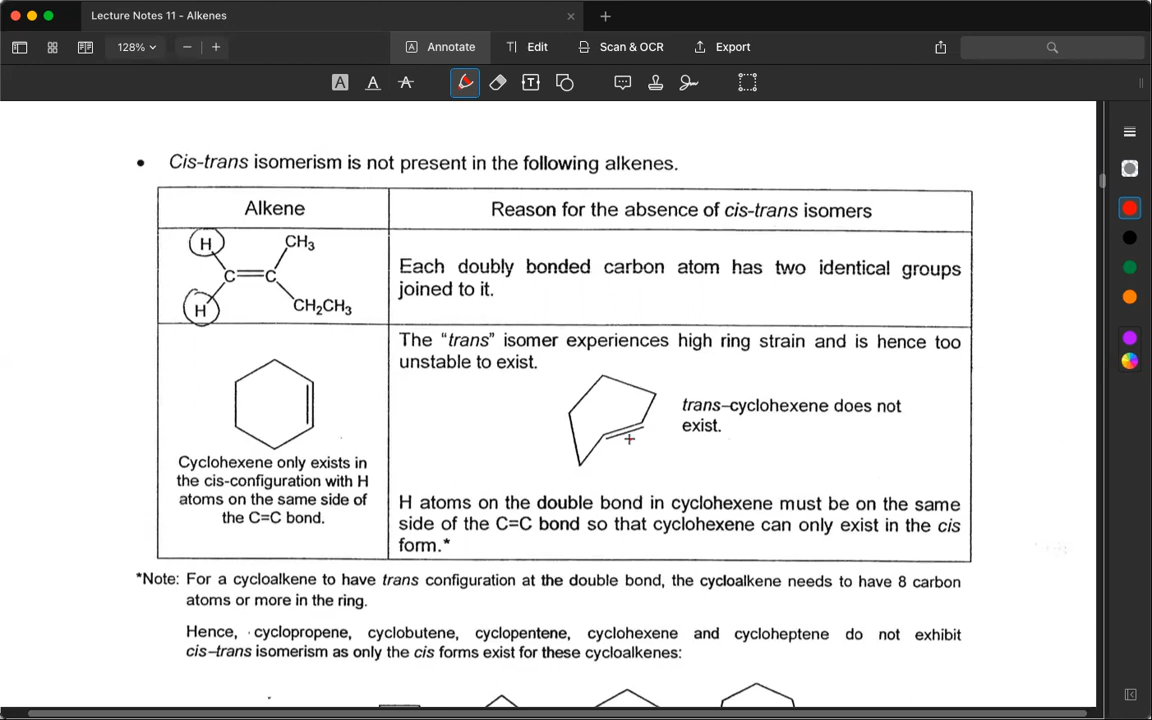 Lecture Notes 11 - Alkenes
128%
Annotate
Edit
Scan & OCR
Export
• Cis-trans isomerism is not present in the following alkenes.
Alkene
Reason for the absence of cis-trans isomers
H
CH3
C
C
H
CH2CH3
Each doubly bonded carbon atom has two identical groups
joined to it.
Cyclohexene only exists in
the cis-configuration with H
atoms on the same side of
the C=C bond.
The “trans” isomer experiences high ring strain and is hence too
unstable to exist.
trans–cyclohexene does not
exist.
H atoms on the double bond in cyclohexene must be on the same
side of the C=C bond so that cyclohexene can only exist in the cis
form.*
*Note: For a cycloalkene to have trans configuration at the double bond, the cycloalkene needs to have 8 carbon
atoms or more in the ring.
Hence, cyclopropene, cyclobutene, cyclopentene, cyclohexene and cycloheptene do not exhibit
cis–trans isomerism as only the cis forms exist for these cycloalkenes: